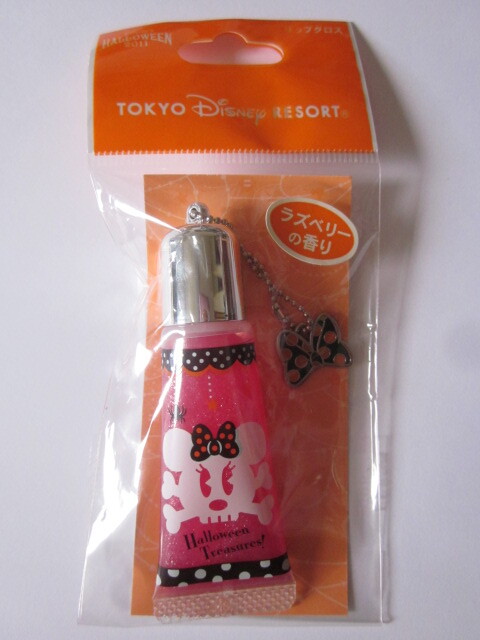 HALLOWEEN
2011
リップグロス
TOKYO Disney RESORT®
ラズベリー
の香り
Halloween
Treasures!